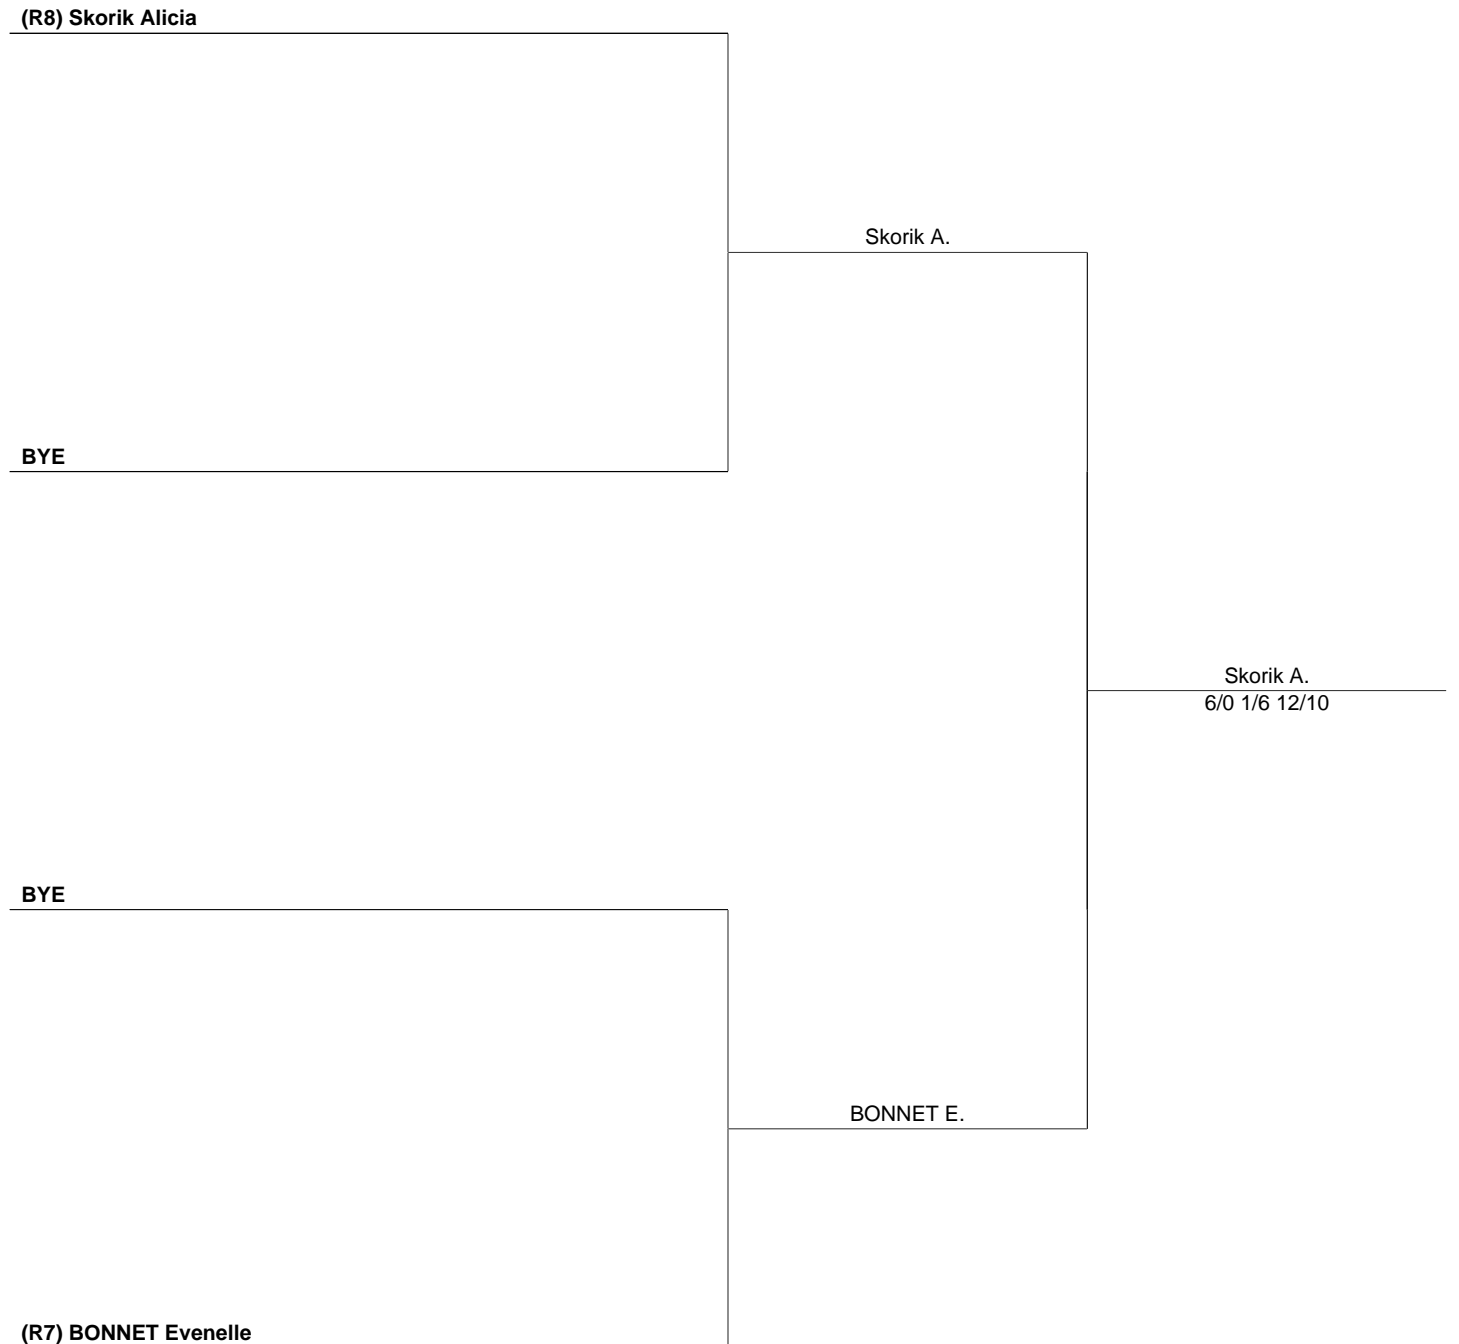 (R8) Skorik Alicia
Skorik A.
BYE
Skorik A.
6/0 1/6 12/10
BYE
BONNET E.
(R7) BONNET Evenelle